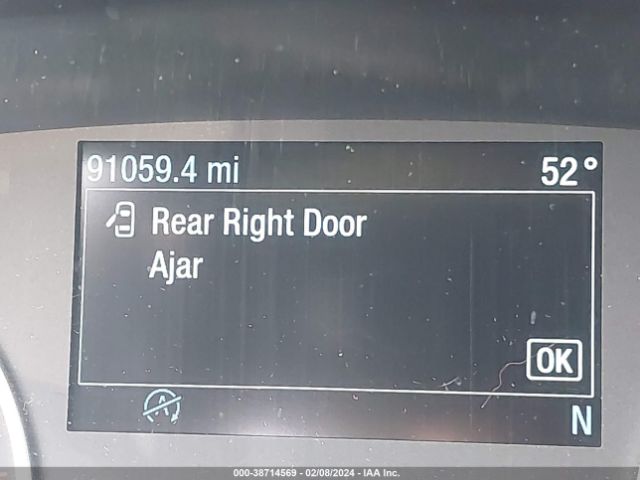 91059.4 mi 52°
Rear Right Door
Ajar
OK
A
N
000-38714569 - 02/08/2024 - IAA Inc.